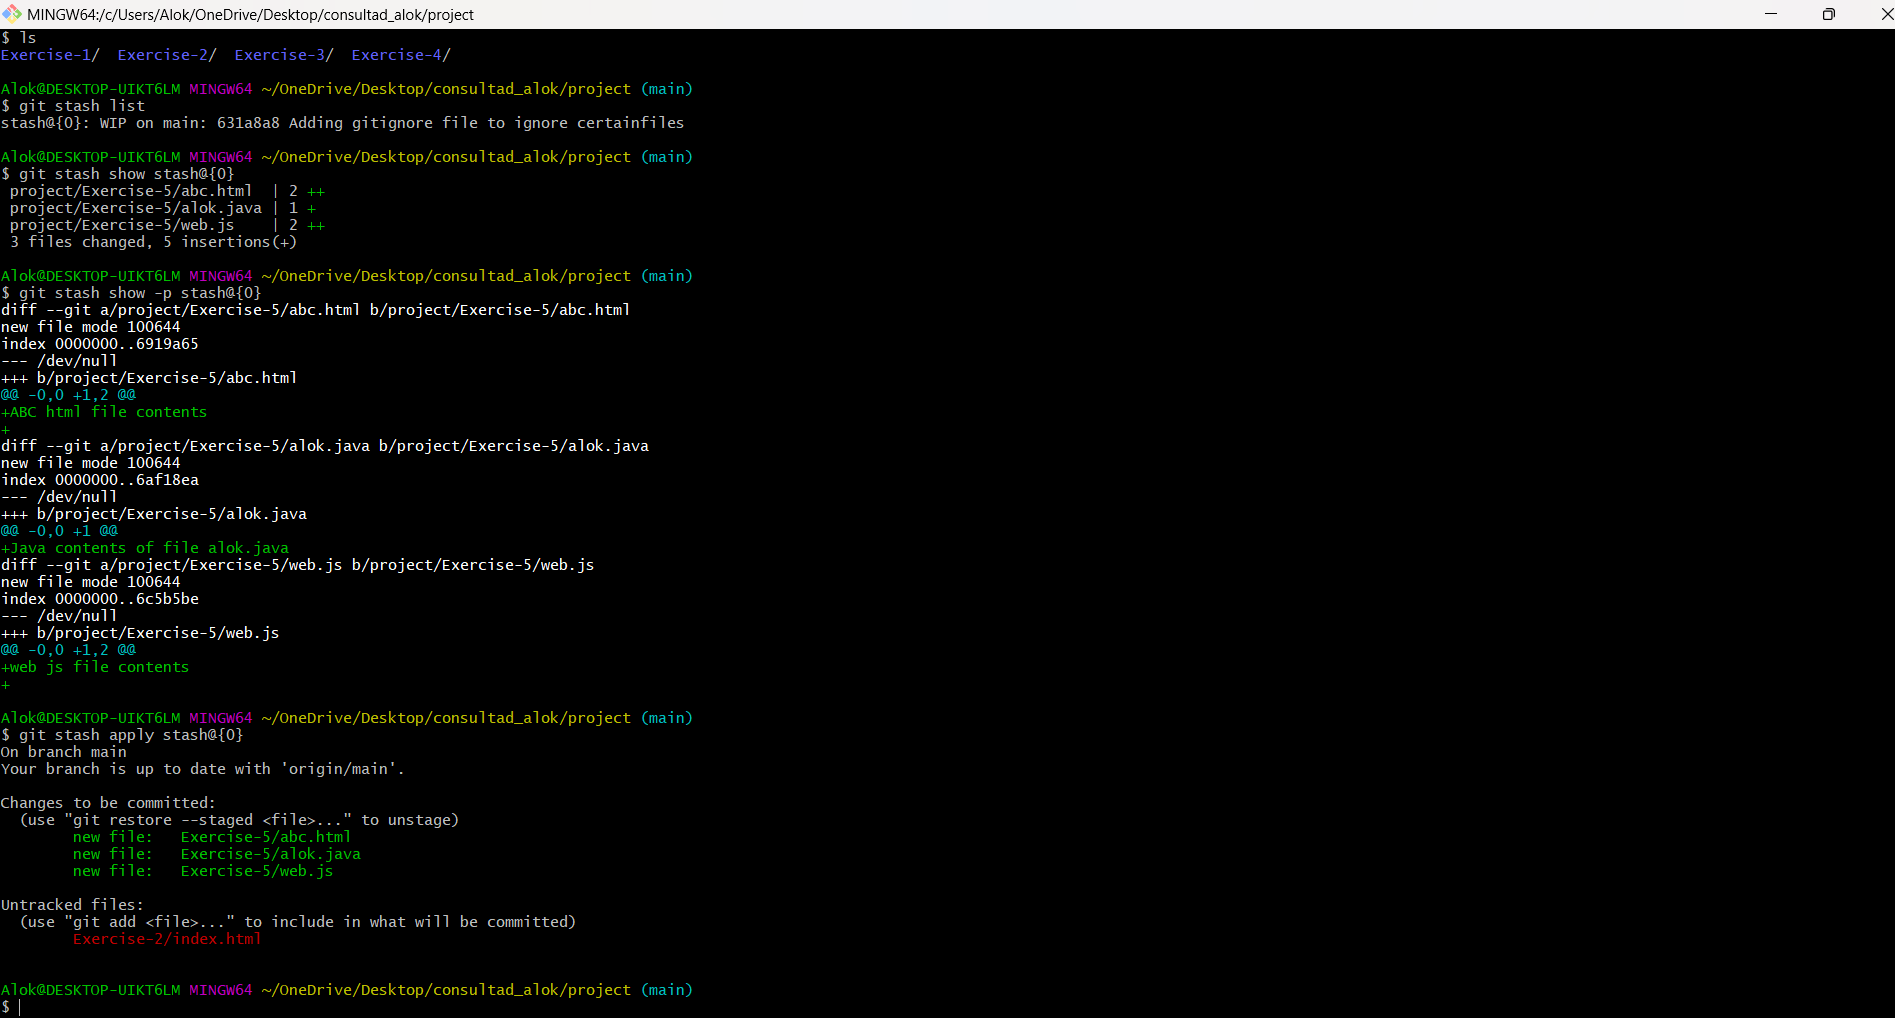 MINGW64:/c/Users/Alok/OneDrive/Desktop/consultad_alok/project
$ ls
Exercise-1/  Exercise-2/  Exercise-3/  Exercise-4/
Alok@DESKTOP-UIKT6LM MINGW64 ~/OneDrive/Desktop/consultad_alok/project (main)
$ git stash list
stash@{0}: WIP on main: 631a8a8 Adding gitignore file to ignore certainfiles
Alok@DESKTOP-UIKT6LM MINGW64 ~/OneDrive/Desktop/consultad_alok/project (main)
$ git stash show stash@{0}
 project/Exercise-5/abc.html  | 2 ++
 project/Exercise-5/alok.java | 1 +
 project/Exercise-5/web.js    | 2 ++
 3 files changed, 5 insertions(+)
Alok@DESKTOP-UIKT6LM MINGW64 ~/OneDrive/Desktop/consultad_alok/project (main)
$ git stash show -p stash@{0}
diff --git a/project/Exercise-5/abc.html b/project/Exercise-5/abc.html
new file mode 100644
index 0000000..6919a65
--- /dev/null
+++ b/project/Exercise-5/abc.html
@@ -0,0 +1,2 @@
+ABC html file contents
+
diff --git a/project/Exercise-5/alok.java b/project/Exercise-5/alok.java
new file mode 100644
index 0000000..6af18ea
--- /dev/null
+++ b/project/Exercise-5/alok.java
@@ -0,0 +1 @@
+Java contents of file alok.java
diff --git a/project/Exercise-5/web.js b/project/Exercise-5/web.js
new file mode 100644
index 0000000..6c5b5be
--- /dev/null
+++ b/project/Exercise-5/web.js
@@ -0,0 +1,2 @@
+web js file contents
+
Alok@DESKTOP-UIKT6LM MINGW64 ~/OneDrive/Desktop/consultad_alok/project (main)
$ git stash apply stash@{0}
On branch main
Your branch is up to date with 'origin/main'.
Changes to be committed:
  (use "git restore --staged <file>..." to unstage)
        new file:   Exercise-5/abc.html
        new file:   Exercise-5/alok.java
        new file:   Exercise-5/web.js
Untracked files:
  (use "git add <file>..." to include in what will be committed)
        Exercise-2/index.html
Alok@DESKTOP-UIKT6LM MINGW64 ~/OneDrive/Desktop/consultad_alok/project (main)
$